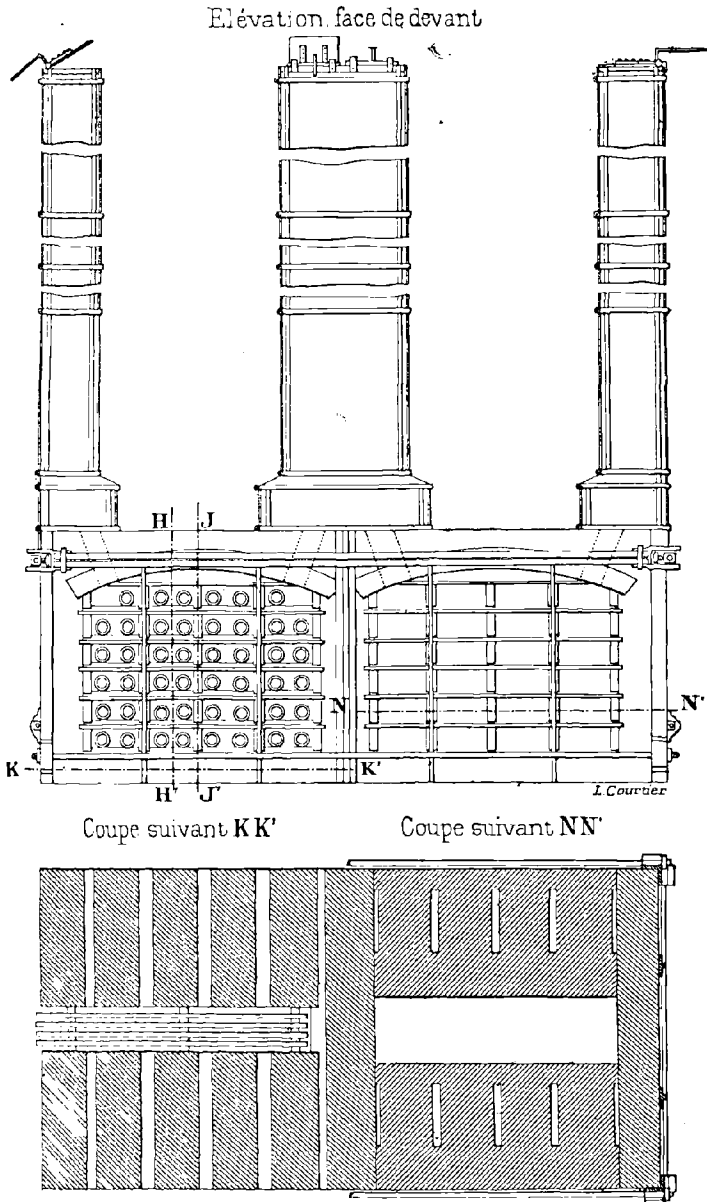 Elévation, face de devant
H J
N N'
K K'
H' J'
L. Courtier
Coupe suivant KK' Coupe suivant NN'